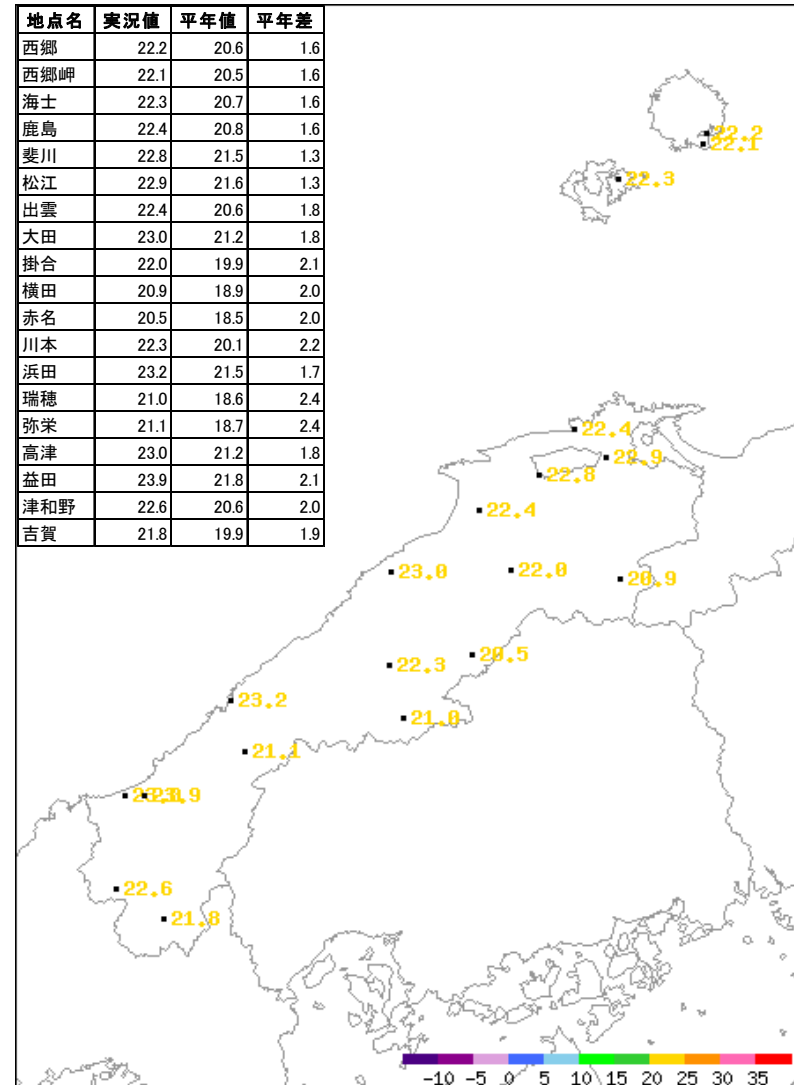 地点名 実況値 平年値 平年差
西郷 22.2 20.6 1.6
西郷岬 22.1 20.5 1.6
海士 22.3 20.7 1.6
鹿島 22.4 20.8 1.6
斐川 22.8 21.5 1.3
松江 22.9 21.6 1.3
出雲 22.4 20.6 1.8
大田 23.0 21.2 1.8
掛合 22.0 19.9 2.1
横田 20.9 18.9 2.0
赤名 20.5 18.5 2.0
川本 22.3 20.1 2.2
浜田 23.2 21.5 1.7
瑞穂 21.0 18.6 2.4
弥栄 21.1 18.7 2.4
高津 23.0 21.2 1.8
益田 23.9 21.8 2.1
津和野 22.6 20.6 2.0
吉賀 21.8 19.9 1.9
22.2
22.1
22.3
22.4
22.9
22.8
22.4
23.0 22.0 20.9
20.5
22.3
23.2
21.0
21.1
23.0 23.9
22.6
21.8
-10 -5 0 5 10 15 20 25 30 35